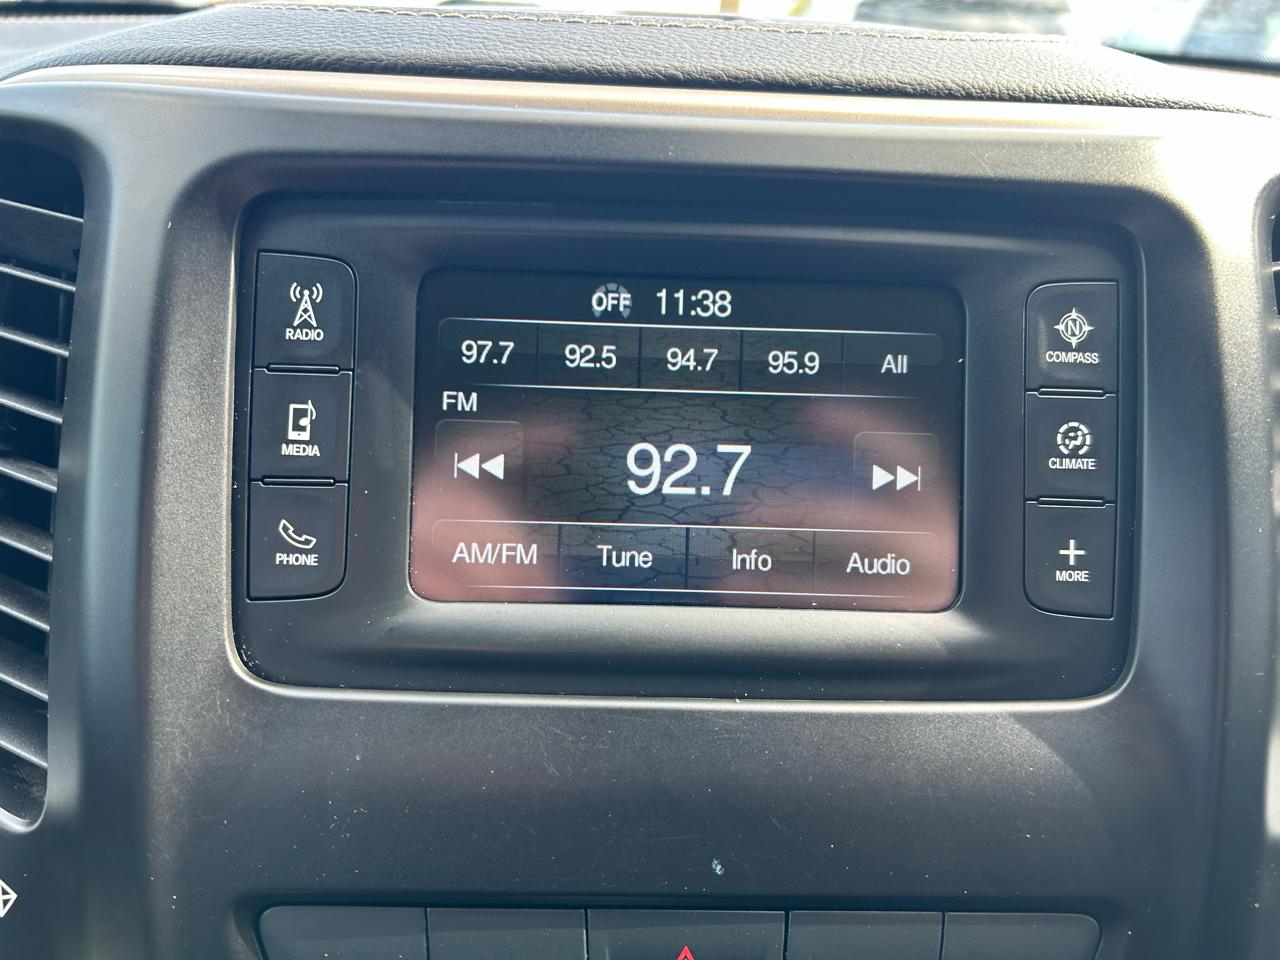 OFF 11:38
97.7 92.5 94.7 95.9 All
FM
92.7
AM/FM Tune Info Audio
RADIO
MEDIA
PHONE
N
COMPASS
CLIMATE
MORE